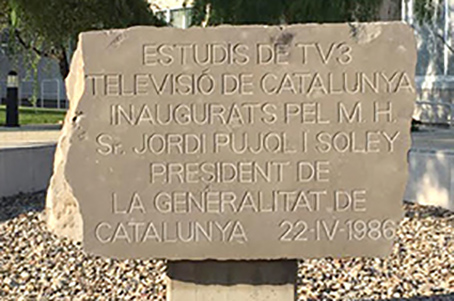 ESTUDIS DE TV3
TELEVISIÓ DE CATALUNYA
INAUGURATS PEL M. H.
Sr. JORDI PUJOL I SOLEY
PRESIDENT DE
LA GENERALITAT DE
CATALUNYA 22-IV-1986